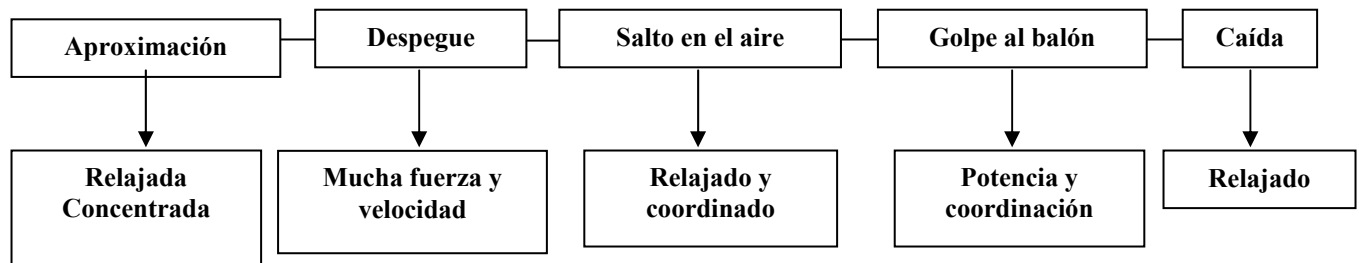 Aproximación
Despegue
Salto en el aire
Golpe al balón
Caída
Relajada
Concentrada
Mucha fuerza y
velocidad
Relajado y
coordinado
Potencia y
coordinación
Relajado